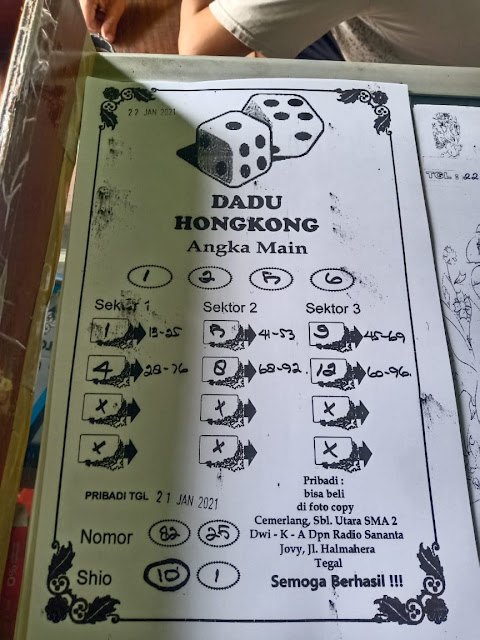 22 JAN 2021
DADU
HONGKONG
Angka Main
1 2 5 6
Sektor 1 Sektor 2 Sektor 3
1 13-25 5 41-53 9 45-69
4 28-76 8 68-92 12 60-96
X X X
X X X
PRIBADI TGL 21 JAN 2021
Nomor 82 25
Shio 10 1
Pribadi :
bisa beli
di foto copy
Cemerlang, Sbl. Utara SMA 2
Dwi - K - A Dpn Radio Sananta
Jovy, Jl. Halmahera
Tegal
Semoga Berhasil !!!
TGL : 22